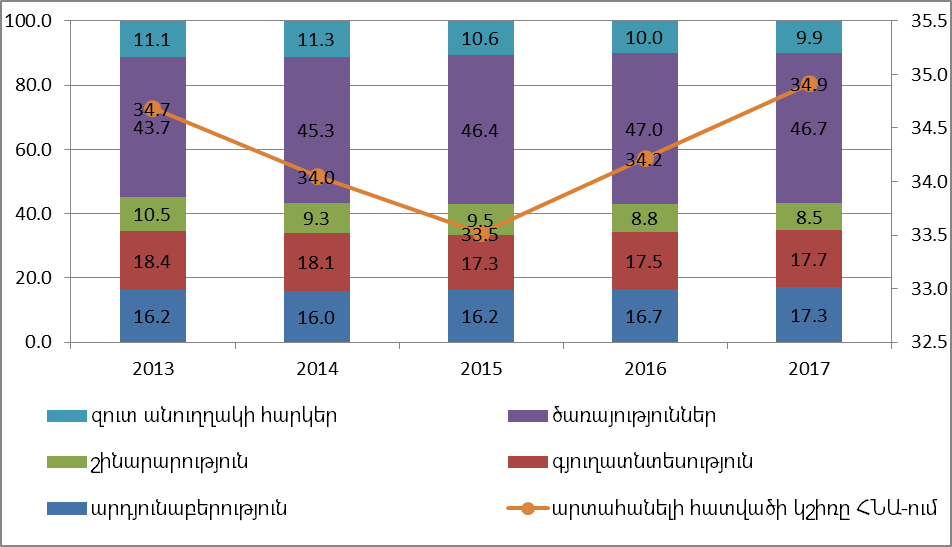 100.0 11.1 11.3 10.6 10.0 9.9 35.5
80.0 34.7 34.9 35.0
43.7 45.3 46.4 47.0 46.7 34.5
60.0 34.0 34.2 34.0
40.0 10.5 9.3 9.5 8.8 8.5 33.5
33.5
20.0 18.4 18.1 17.3 17.5 17.7 33.0
0.0 16.2 16.0 16.2 16.7 17.3 32.5
2013 2014 2015 2016 2017
զուտ անուղղակի հարկեր ծառայություններ
շինարարություն գյուղատնտեսություն
արդյունաբերություն արտահանելի հատվածի կշիռը ՀՆԱ-ում